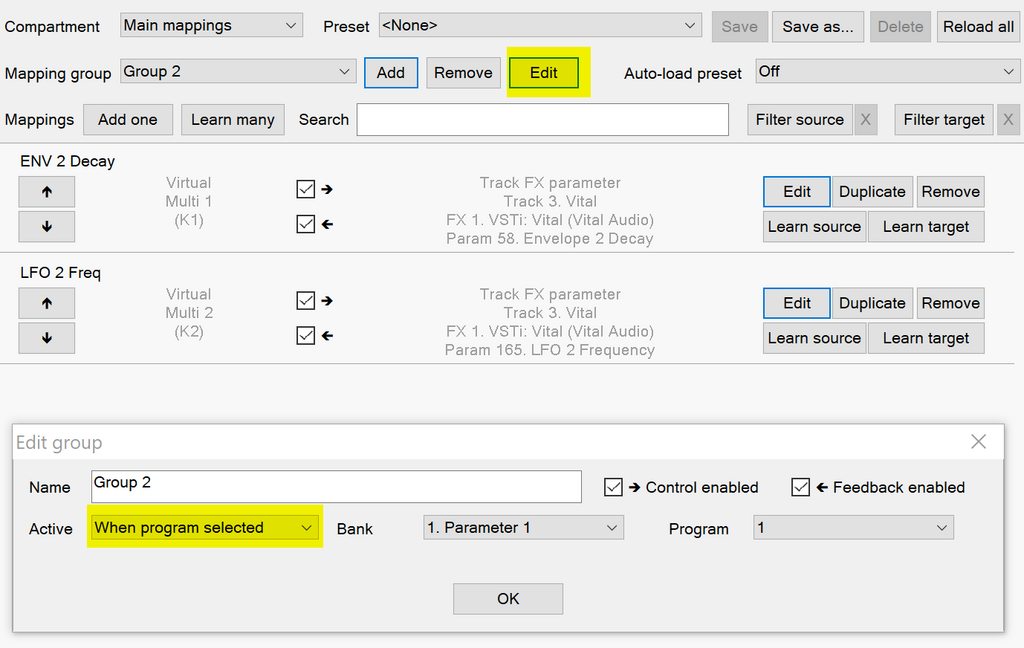 Compartment Main mappings Preset <None> Save Save as... Delete Reload all
Mapping group Group 2 Add Remove Edit Auto-load preset Off
Mappings Add one Learn many Search Filter source X Filter target X
ENV 2 Decay
Virtual
Multi 1
(K1)
Track FX parameter
Track 3. Vital
FX 1. VSTi: Vital (Vital Audio)
Param 58. Envelope 2 Decay
Edit Duplicate Remove
Learn source Learn target
LFO 2 Freq
Virtual
Multi 2
(K2)
Track FX parameter
Track 3. Vital
FX 1. VSTi: Vital (Vital Audio)
Param 165. LFO 2 Frequency
Edit Duplicate Remove
Learn source Learn target
Edit group
Name Group 2 Control enabled Feedback enabled
Active When program selected Bank 1. Parameter 1 Program 1
OK